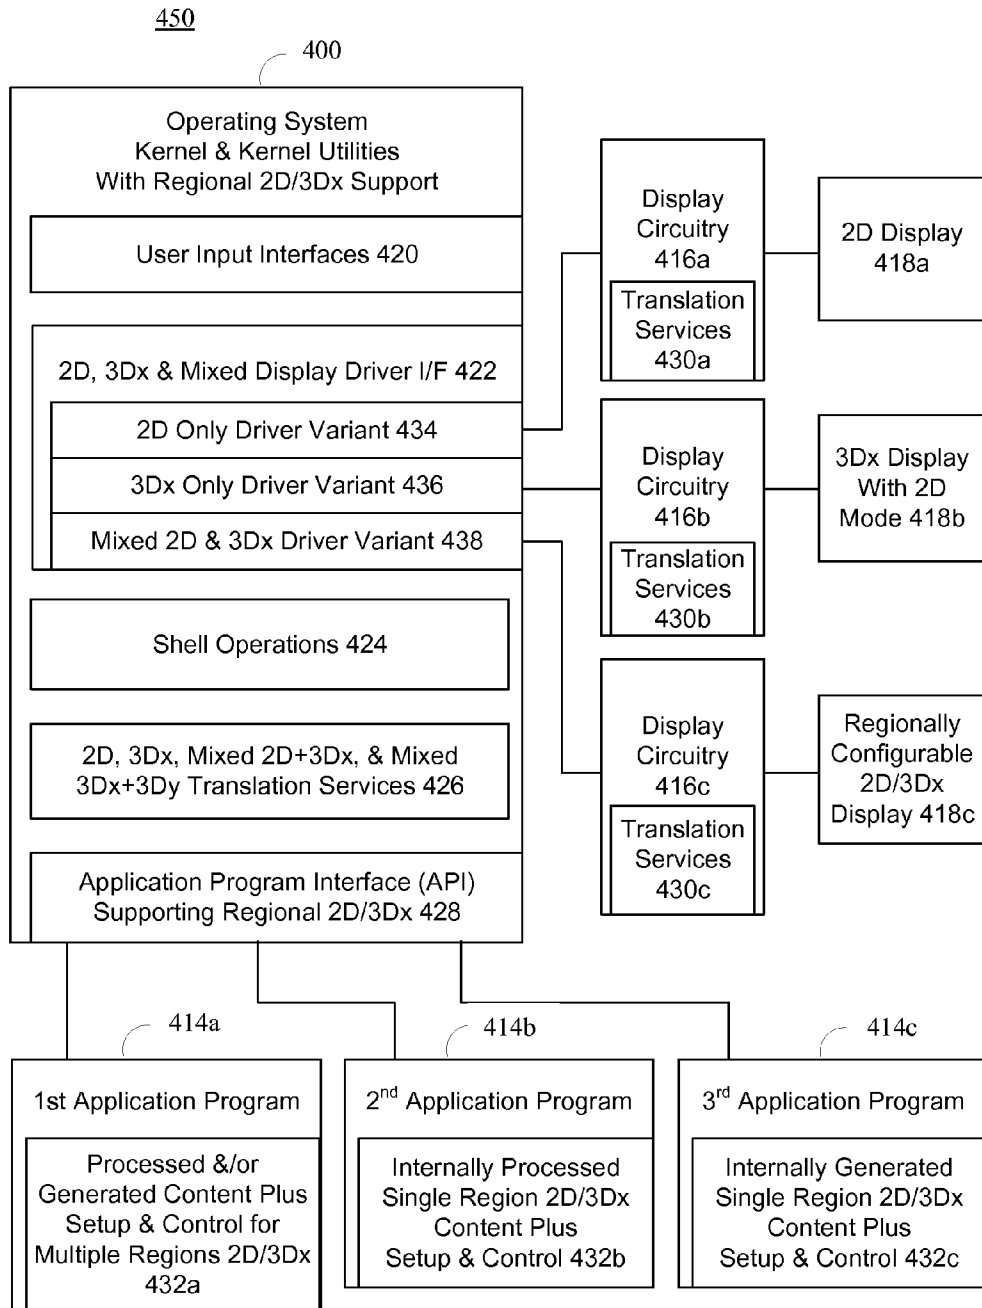 450
400
Operating System
Kernel & Kernel Utilities
With Regional 2D/3Dx Support
User Input Interfaces 420
2D, 3Dx & Mixed Display Driver I/F 422
2D Only Driver Variant 434
3Dx Only Driver Variant 436
Mixed 2D & 3Dx Driver Variant 438
Shell Operations 424
2D, 3Dx, Mixed 2D+3Dx, & Mixed
3Dx+3Dy Translation Services 426
Application Program Interface (API)
Supporting Regional 2D/3Dx 428
Display
Circuitry
416a
Translation
Services
430a
2D Display
418a
Display
Circuitry
416b
Translation
Services
430b
3Dx Display
With 2D
Mode 418b
Display
Circuitry
416c
Translation
Services
430c
Regionally
Configurable
2D/3Dx
Display 418c
414a
1st Application Program
Processed &/or
Generated Content Plus
Setup & Control for
Multiple Regions 2D/3Dx
432a
414b
2nd Application Program
Internally Processed
Single Region 2D/3Dx
Content Plus
Setup & Control 432b
414c
3rd Application Program
Internally Generated
Single Region 2D/3Dx
Content Plus
Setup & Control 432c